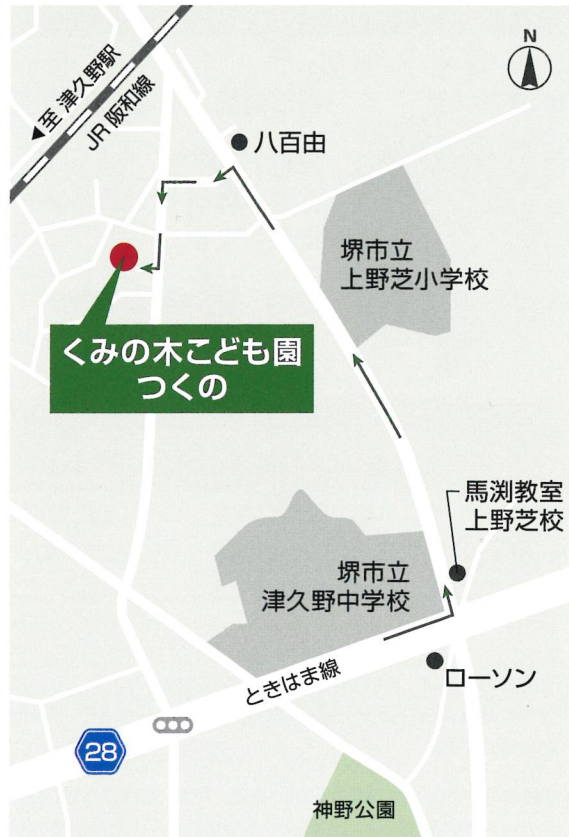 N
至 津久野駅
JR 阪和線
八百由
堺市立
上野芝小学校
くみの木こども園
つくの
馬渕教室
上野芝校
堺市立
津久野中学校
ときはま線
ローソン
28
神野公園